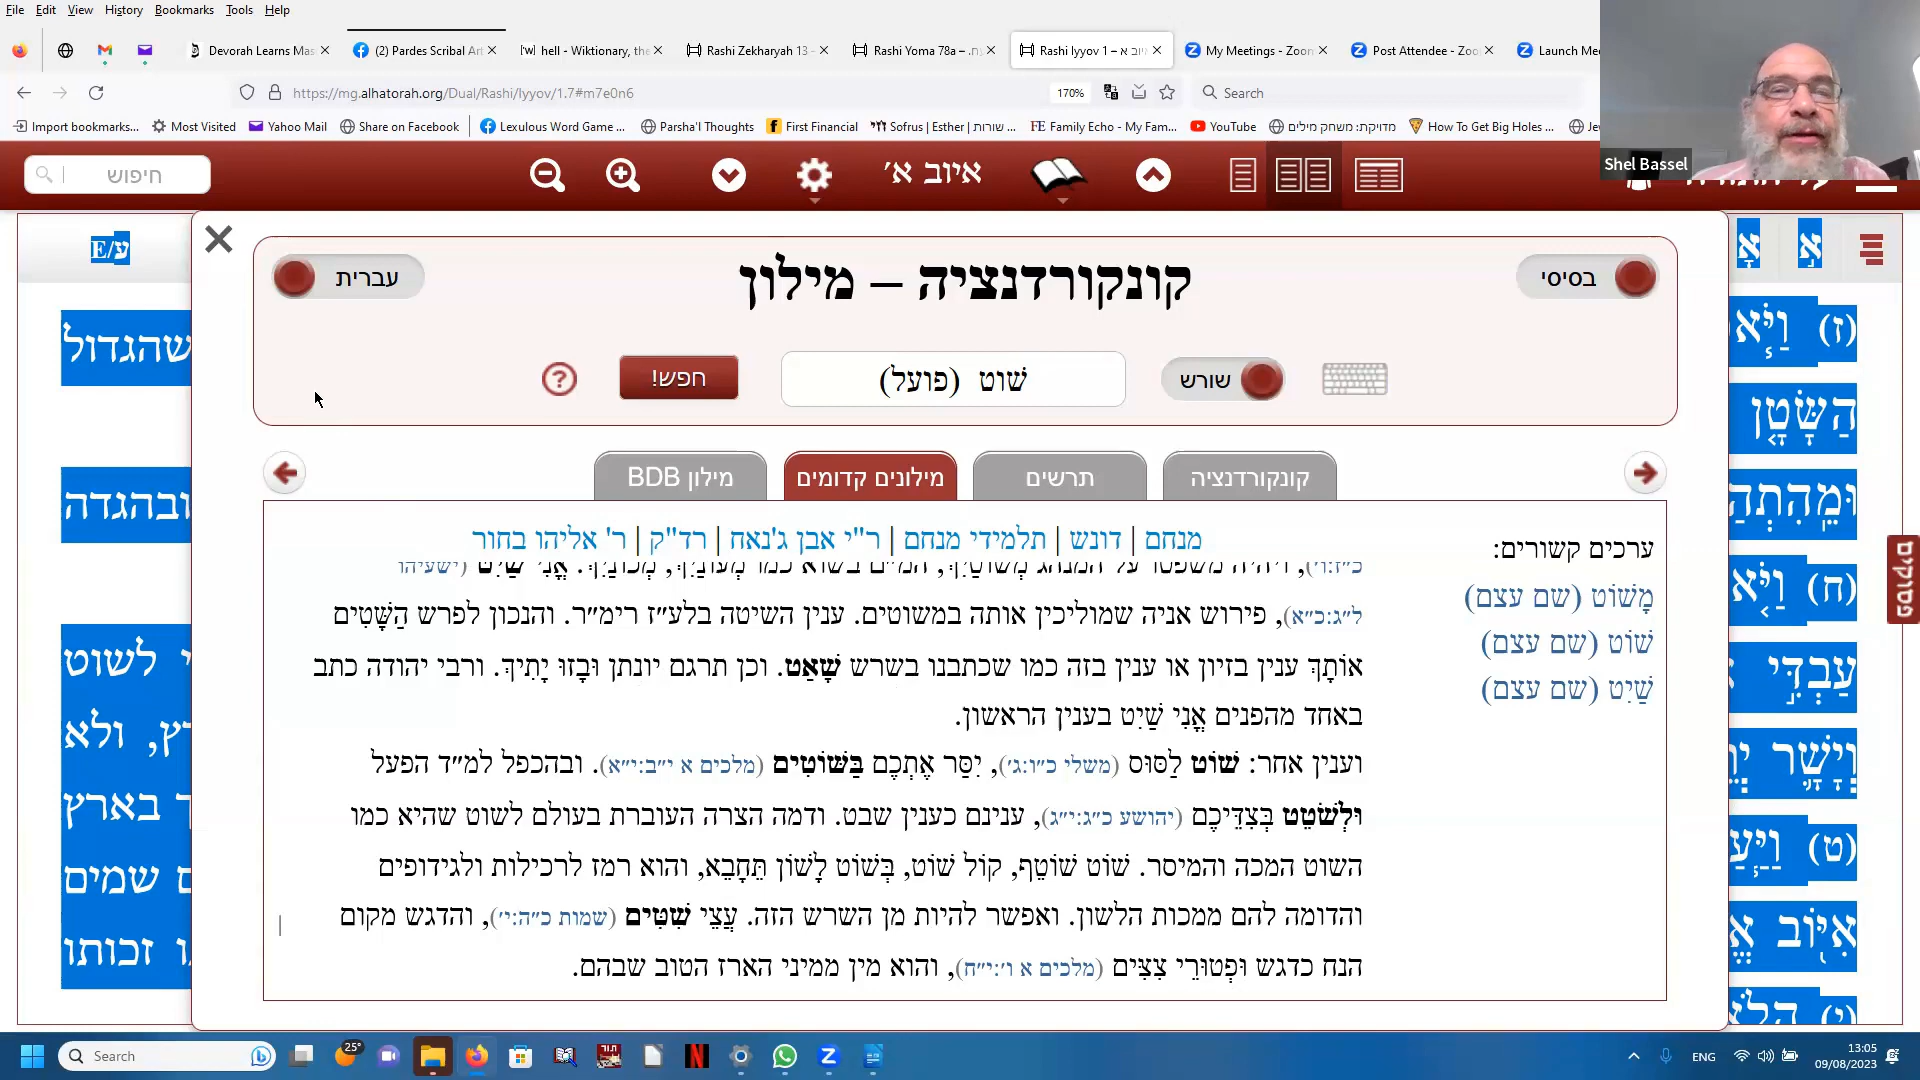 File Edit View History Bookmarks Tools Help
Devorah Learns Mas
(2) Pardes Scribal Art
hell - Wiktionary, the
Rashi Zekharyah 13 -
Rashi Yoma 78a –
Rashi Iyyov 1 – איוב א
My Meetings - Zoom
Post Attendee - Zoo
Launch Me
https://mg.alhatorah.org/Dual/Rashi/Iyyov/1.7#m7e0n6
170%
Search
Import bookmarks... Most Visited Yahoo Mail Share on Facebook Lexulous Word Game ... Parsha'l Thoughts First Financial Sofrus | Esther | שורות ... Family Echo - My Fam... YouTube מדויקת: משחק מילים How To Get Big Holes ...
Shel Bassel
איוב א׳
חיפוש
קונקורדנציה – מילון
בסיסי
עברית
שורש
שׁוּט (פועל)
חפש!
קונקורדנציה
תרשים
מילונים קדומים
מילון BDB
ערכים קשורים:
מָשׁוֹט (שם עצם)
שׁוֹט (שם עצם)
שַׁיִט (שם עצם)
מנחם | דונש | תלמידי מנחם | ר"י אבן ג'נאח | רד"ק | ר' אליהו בחור
ל״ג:כ״א), פירוש אניה שמוליכין אותה במשוטים. ענין השיטה בלע״ז רימ״ר. והנכון לפרש הַשָּׁטִים
אוֹתָךְ ענין בזיון או ענין בזה כמו שכתבנו בשרש שָׁאַט. וכן תרגם יונתן וּבָזוּ יָתִיךְ. ורבי יהודה כתב
באחד מהפנים אֳנִי שַׁיִט בענין הראשון.
וענין אחר: שׁוֹט לַסּוּס (משלי כ״ו:ג׳), יִסַּר אֶתְכֶם בַּשּׁוֹטִים (מלכים א י״ב:י״א). ובהכפל למ״ד הפעל
וּלְשֹׁטֵט בְּצִדֵּיכֶם (יהושע כ״ג:י״ג), ענינם כענין שבט. ודמה הצרה העוברת בעולם לשוט שהיא כמו
השוט המכה והמיסר. שׁוֹט שׁוֹטֵף, קוֹל שׁוֹט, בְּשׁוֹט לָשׁוֹן תֵּחָבֵא, והוא רמז לרכילות ולגידופים
והדומה להם ממכות הלשון. ואפשר להיות מן השרש הזה. עֲצֵי שִׁטִּים (שמות כ״ה:י׳), והדגש מקום
הנח כדגש וּפְטוּרֵי צִצִּים (מלכים א ו׳:י״ח), והוא מין ממיני הארז הטוב שבהם.
פסוקים
(ז)
הַשָּׂטָן
(ח)
עַבְדִּי
(ט)
אִיּוֹב
ע/E
שהגדול
ובהגדה
י לשוט
רץ, ולא
ך בארץ
ם שמים
ו זכותו
Search
25°
ENG
13:05
09/08/2023